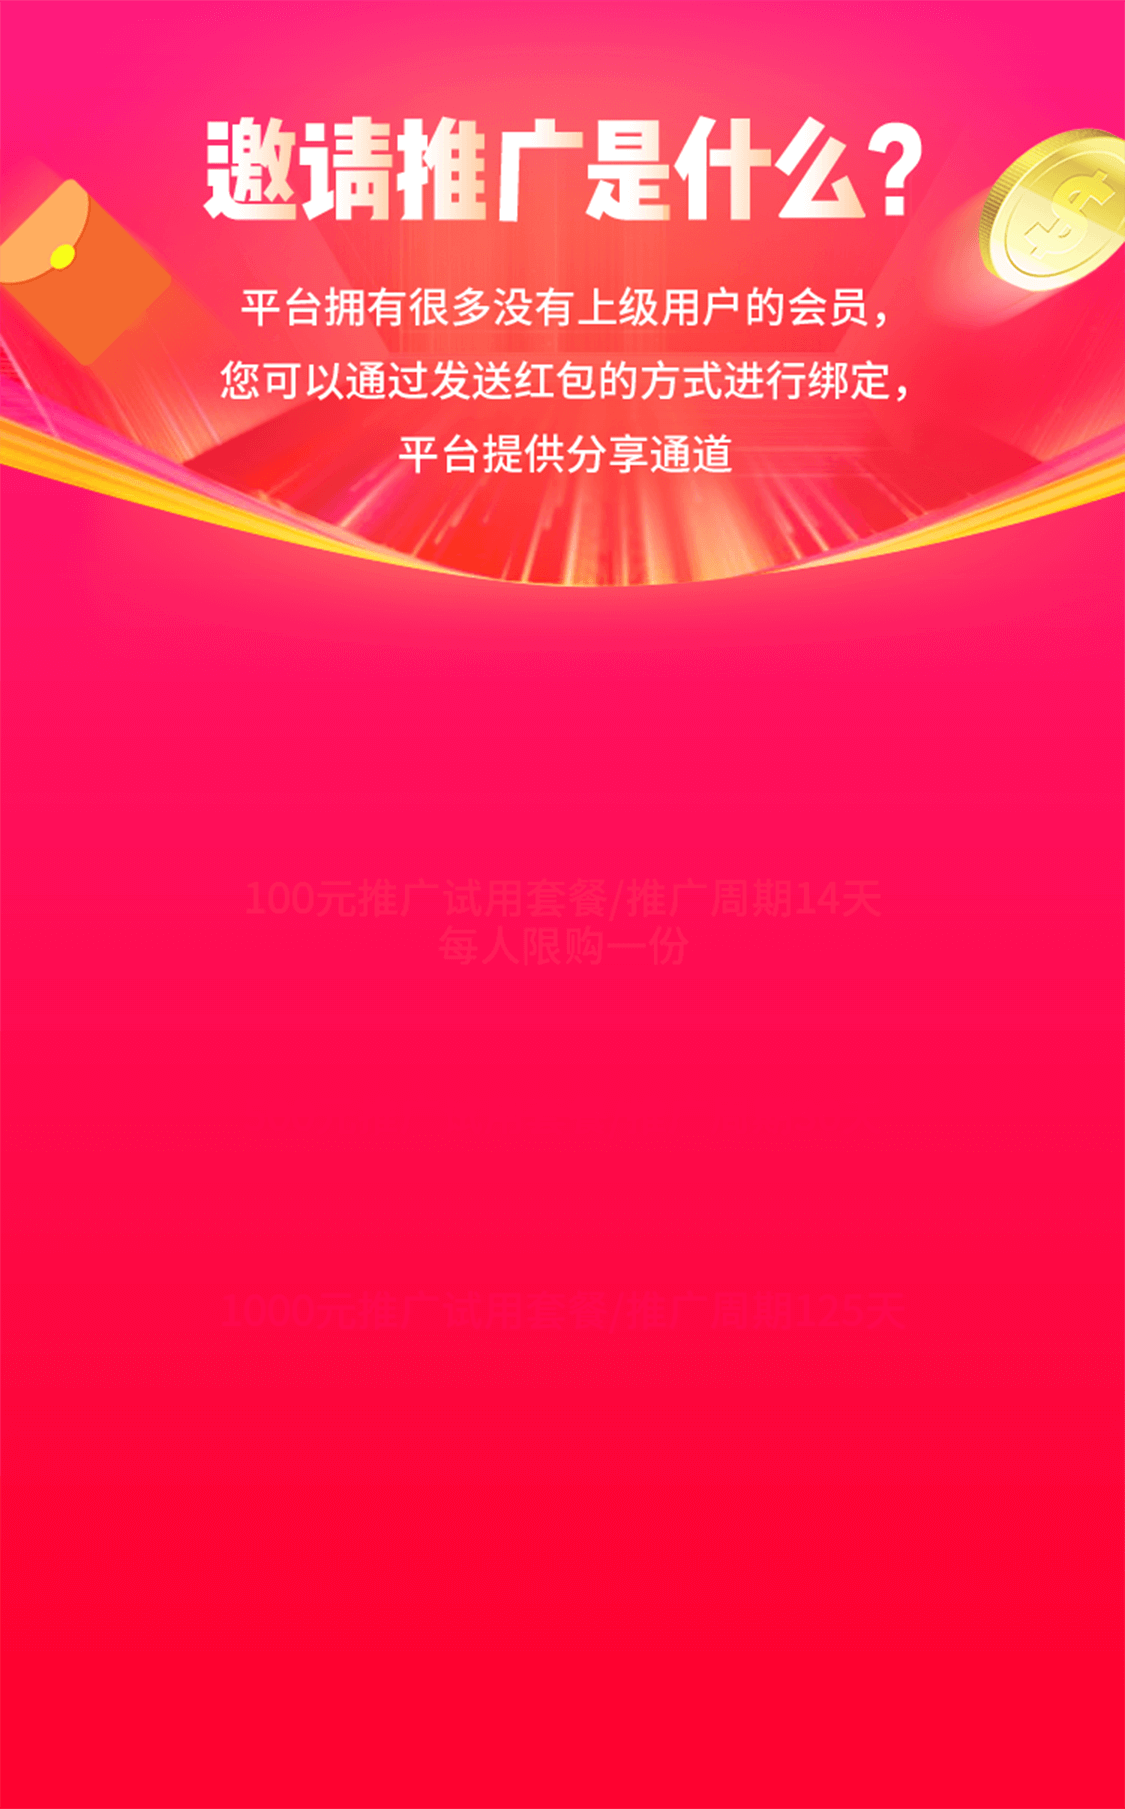 邀请推广是什么?
平台拥有很多没有上级用户的会员，
您可以通过发送红包的方式进行绑定，
平台提供分享通道
100元推广试用套餐/推广周期14天
每人限购一份
1000元推广试用套餐/推广周期125天